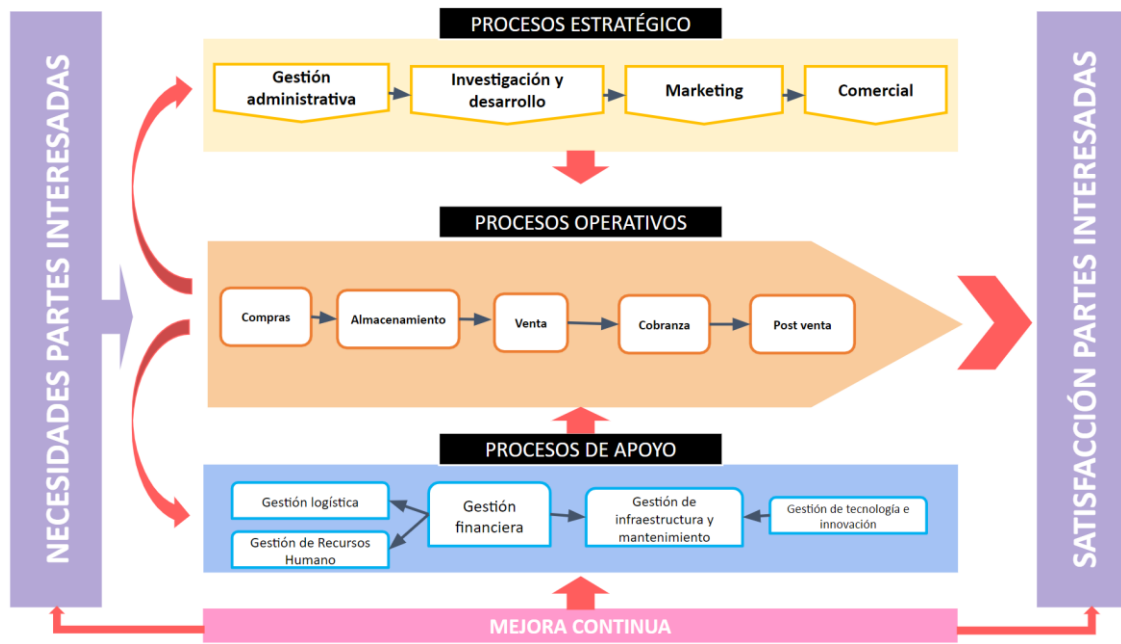 NECESIDADES PARTES INTERESADAS
PROCESOS ESTRATÉGICO
Gestión
administrativa
Investigación y
desarrollo
Marketing
Comercial
PROCESOS OPERATIVOS
Compras
Almacenamiento
Venta
Cobranza
Post venta
PROCESOS DE APOYO
Gestión logística
Gestión de Recursos
Humano
Gestión
financiera
Gestión de
infraestructura y
mantenimiento
Gestión de tecnología e
innovación
MEJORA CONTINUA
SATISFACCIÓN PARTES INTERESADAS